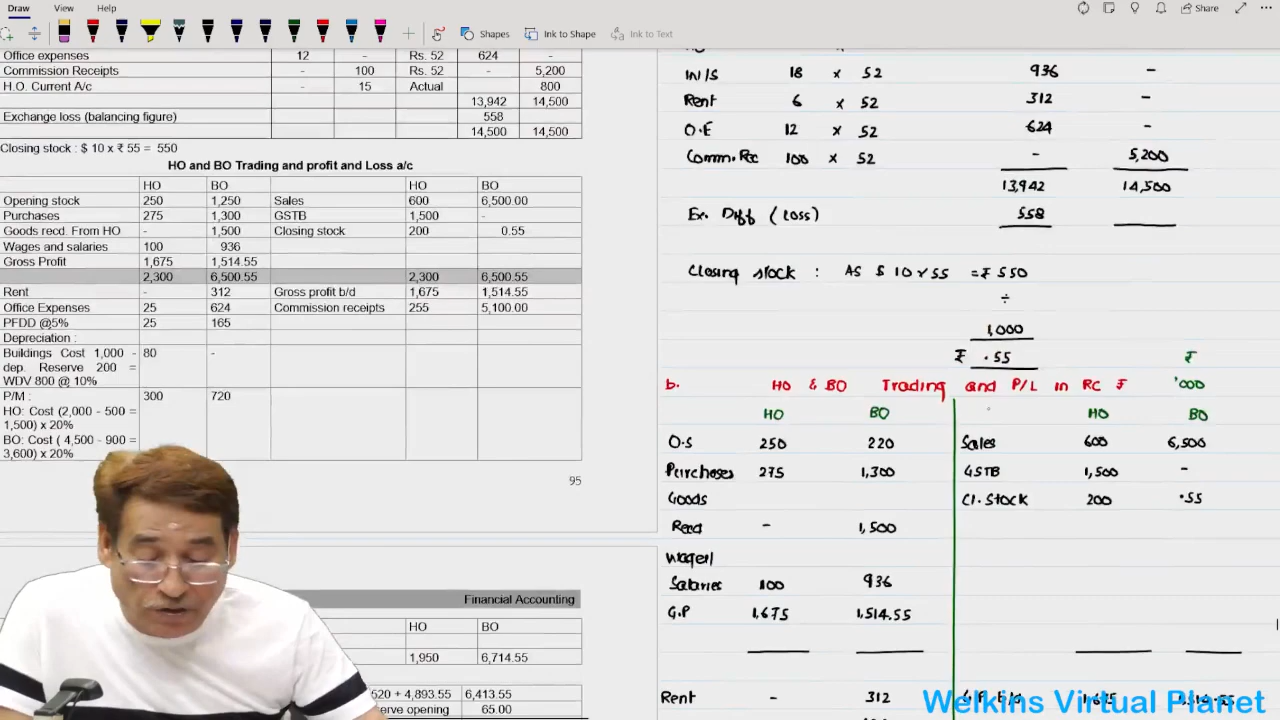 Draw View Help
Share
Shapes Ink to Shape Ink to Text
Office expenses 12 - Rs. 52 624 -
Commission Receipts - 100 Rs. 52 - 5,200
H.O. Current A/c - 15 Actual 800
13,942 14,500
Exchange loss (balancing figure) 558
14,500 14,500
Closing stock : $ 10 x ₹ 55 = 550
HO and BO Trading and profit and Loss a/c
HO BO HO BO
Opening stock 250 1,250 Sales 600 6,500.00
Purchases 275 1,300 GSTB 1,500 -
Goods recd. From HO - 1,500 Closing stock 200 0.55
Wages and salaries 100 936
Gross Profit 1,675 1,514.55
2,300 6,500.55 2,300 6,500.55
Rent - 312 Gross profit b/d 1,675 1,514.55
Office Expenses 25 624 Commission receipts 255 5,100.00
PFDD @5% 25 165
Depreciation :
Buildings Cost 1,000 - 80 -
dep. Reserve 200 =
WDV 800 @ 10%
P/M : 300 720
HO: Cost (2,000 - 500 =
1,500) x 20%
BO: Cost ( 4,500 - 900 =
3,600) x 20%
95
Financial Accounting
HO BO
1,950 6,714.55
520 + 4,893.55 6,413.55
serve opening 65.00
W/S 18 x 52 936 -
Rent 6 x 52 312 -
O.E 12 x 52 624 -
Comm. Rec 100 x 52 - 5,200
13,942 14,500
Ex. Diff (Loss) 558
Closing stock : AS $ 10 x 55 = ₹ 550
÷
1,000
₹ .55 ₹
b. HO & BO Trading and P/L in RC ₹ '000
HO BO HO BO
O.S 250 220 Sales 600 6,500
Purchases 275 1,300 GSTB 1,500 -
Goods Cl. Stock 200 .55
Recd - 1,500
Wages/
Salaries 100 936
G.P 1,675 1,514.55
Rent - 312 G.P. b/d 1,675 1,514.55
Welkins Virtual Planet